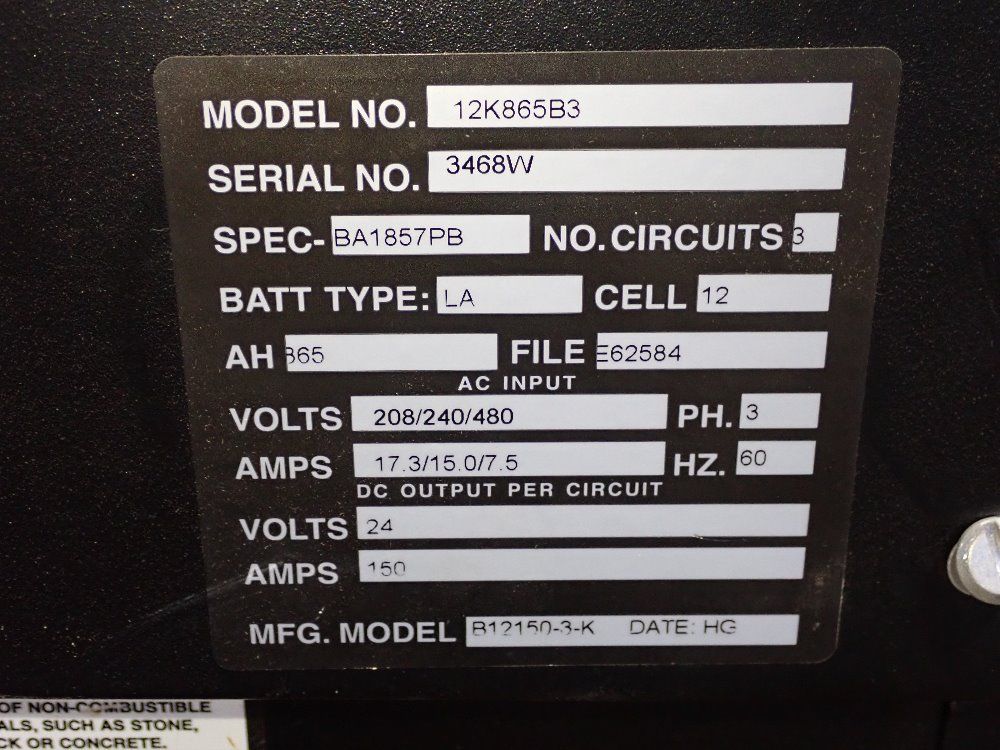 MODEL NO. 12K865B3
SERIAL NO. 3468W
SPEC- BA1857PB NO. CIRCUITS 3
BATT TYPE: LA CELL 12
AH 865 FILE E62584
AC INPUT
VOLTS 208/240/480 PH. 3
AMPS 17.3/15.0/7.5 HZ. 60
DC OUTPUT PER CIRCUIT
VOLTS 24
AMPS 150
MFG. MODEL B12150-3-K DATE: HG
OF NON-COMBUSTIBLE
ALS, SUCH AS STONE,
CK OR CONCRETE.